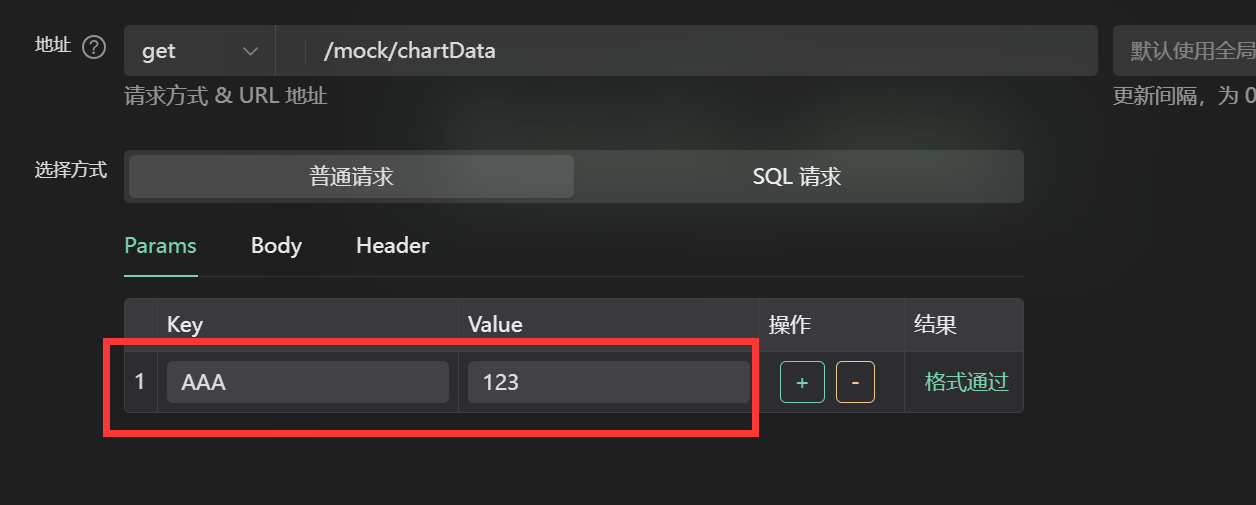 地址 ? get /mock/chartData 默认使用全局
请求方式 & URL 地址 更新间隔，为 0
选择方式 普通请求 SQL 请求
Params Body Header
Key Value 操作 结果
1 AAA 123 + - 格式通过